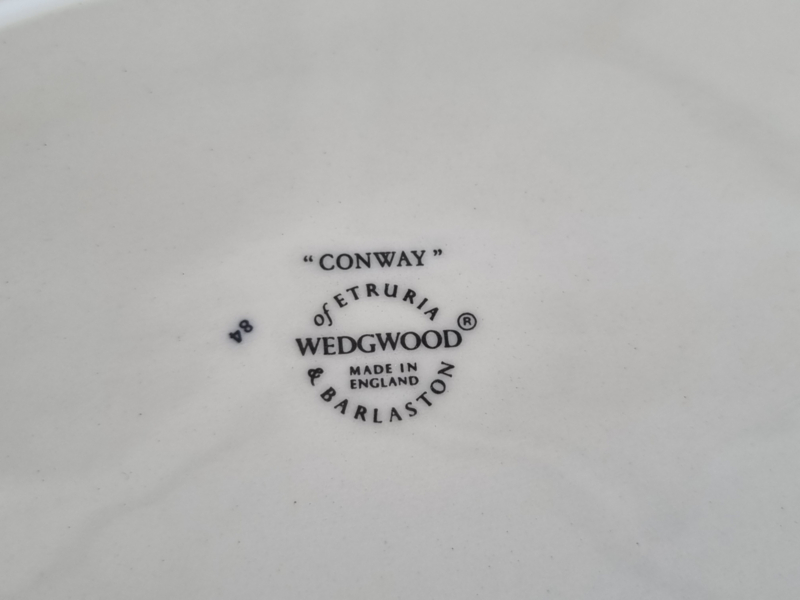 “CONWAY”
of ETRURIA
WEDGWOOD®
MADE IN
ENGLAND
& BARLASTON
84